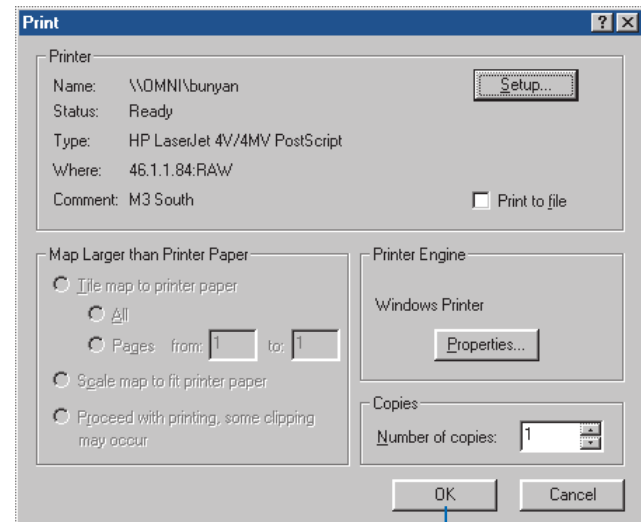 Print
Printer
Name: \\OMNI\bunyan
Setup...
Status: Ready
Type: HP LaserJet 4V/4MV PostScript
Where: 46.1.1.84:RAW
Comment: M3 South
Print to file
Map Larger than Printer Paper
Tile map to printer paper
All
Pages from: 1 to: 1
Scale map to fit printer paper
Proceed with printing, some clipping
may occur
Printer Engine
Windows Printer
Properties...
Copies
Number of copies: 1
OK Cancel